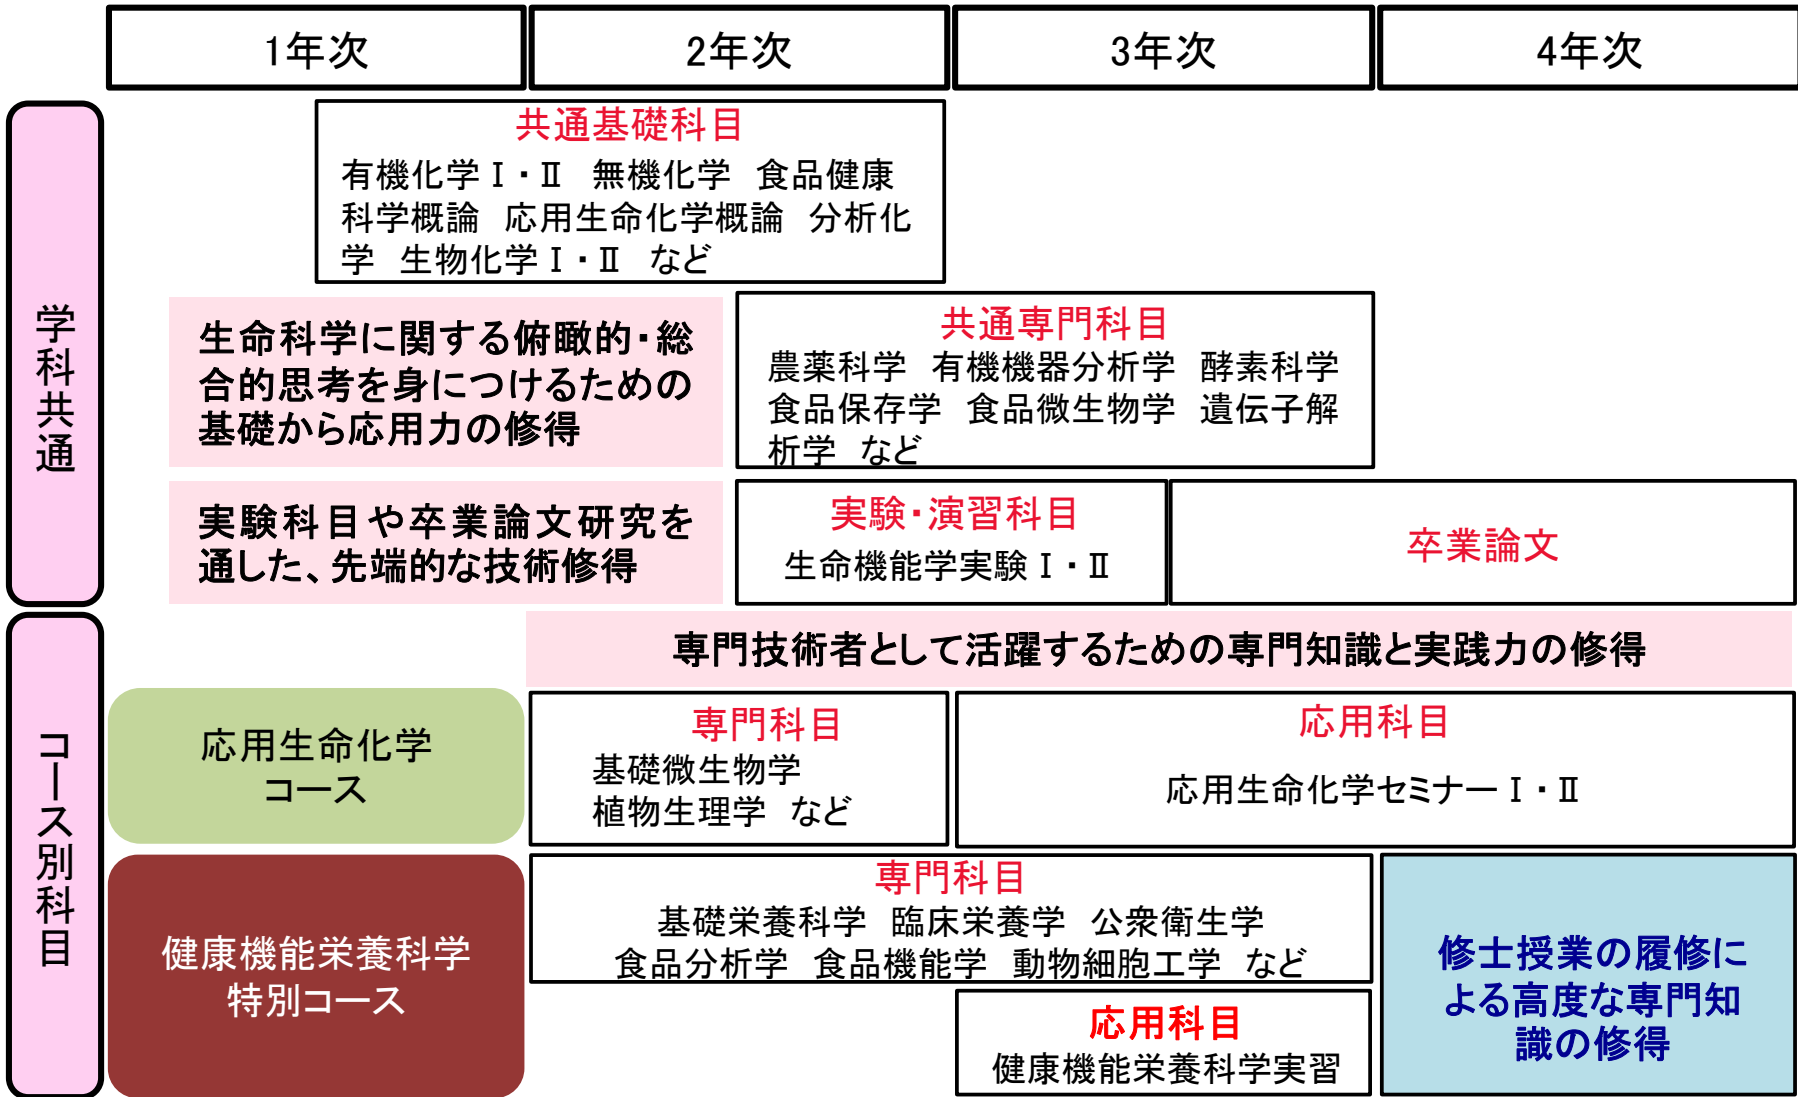 1年次
2年次
3年次
4年次
学科共通
共通基礎科目
有機化学Ⅰ・Ⅱ　無機化学　食品健康
科学概論　応用生命化学概論　分析化
学　生物化学Ⅰ・Ⅱ　など
生命科学に関する俯瞰的・総
合的思考を身につけるための
基礎から応用力の修得
共通専門科目
農薬科学　有機機器分析学　酵素科学
食品保存学　食品微生物学　遺伝子解
析学　など
実験科目や卒業論文研究を
通した、先端的な技術修得
実験・演習科目
生命機能学実験Ⅰ・Ⅱ
卒業論文
コース別科目
専門技術者として活躍するための専門知識と実践力の修得
応用生命化学
コース
専門科目
基礎微生物学
植物生理学　など
応用科目
応用生命化学セミナーⅠ・Ⅱ
健康機能栄養科学
特別コース
専門科目
基礎栄養科学　臨床栄養学　公衆衛生学
食品分析学　食品機能学　動物細胞工学　など
応用科目
健康機能栄養科学実習
修士授業の履修に
よる高度な専門知
識の修得